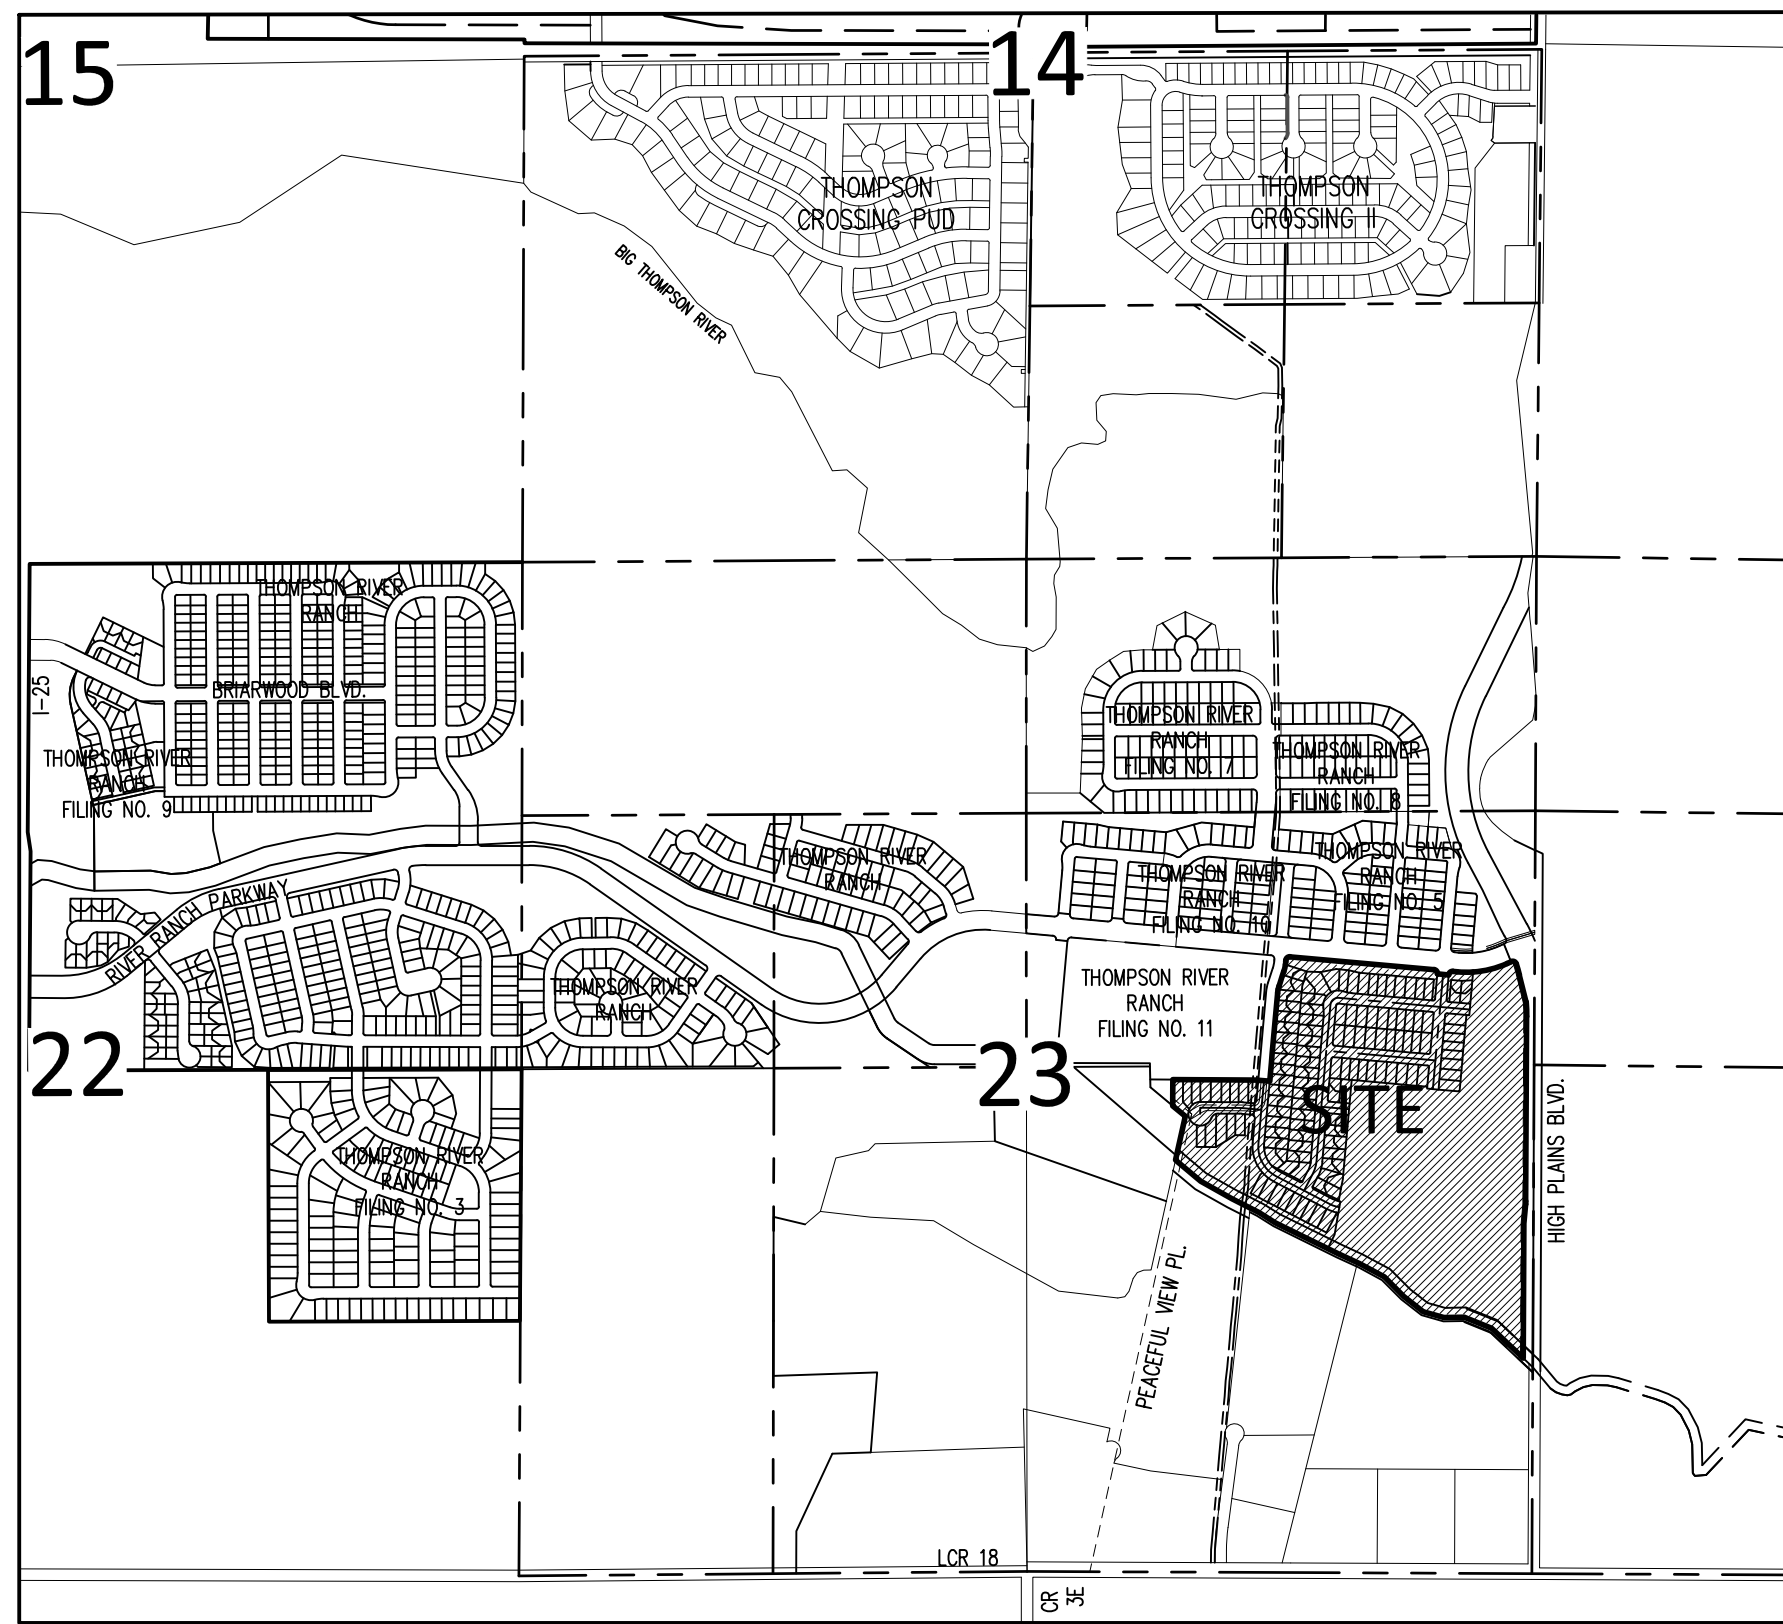 15
14
THOMPSON
CROSSING PUD
THOMPSON
CROSSING II
BIG THOMPSON RIVER
THOMPSON RIVER
RANCH
I-25
BRIARWOOD BLVD.
THOMPSON RIVER
RANCH
FILING NO. 9
THOMPSON RIVER
RANCH
FILING NO. 7
THOMPSON RIVER
RANCH
FILING NO. 8
THOMPSON RIVER
RANCH
THOMPSON RIVER
RANCH
FILING NO. 10
THOMPSON RIVER
RANCH
FILING NO. 5
RIVER RANCH PARKWAY
THOMPSON RIVER
RANCH
THOMPSON RIVER
RANCH
FILING NO. 11
22
23
SITE
HIGH PLAINS BLVD.
THOMPSON RIVER
RANCH
FILING NO. 3
PEACEFUL VIEW PL.
LCR 18
CR
3E